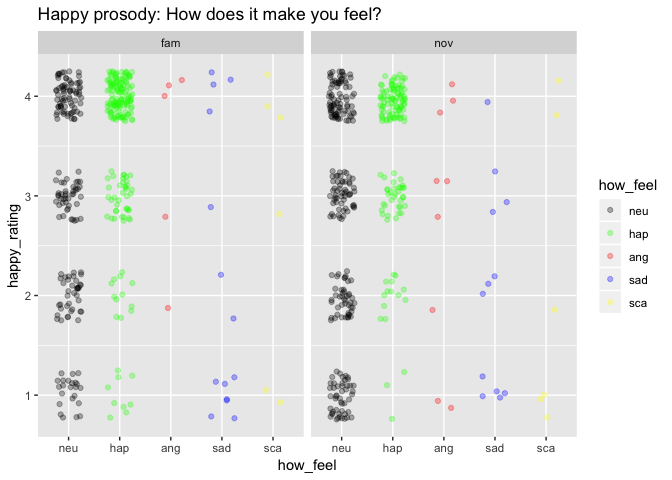 Happy prosody: How does it make you feel?
fam nov
happy_rating
4
3
2
1
neu hap ang sad sca neu hap ang sad sca
how_feel
how_feel
neu
hap
ang
sad
sca